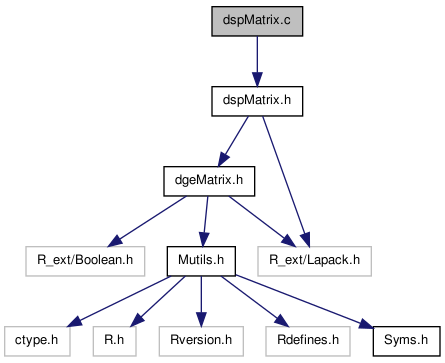 dspMatrix.c
dspMatrix.h
dgeMatrix.h
R_ext/Boolean.h
Mutils.h
R_ext/Lapack.h
ctype.h
R.h
Rversion.h
Rdefines.h
Syms.h